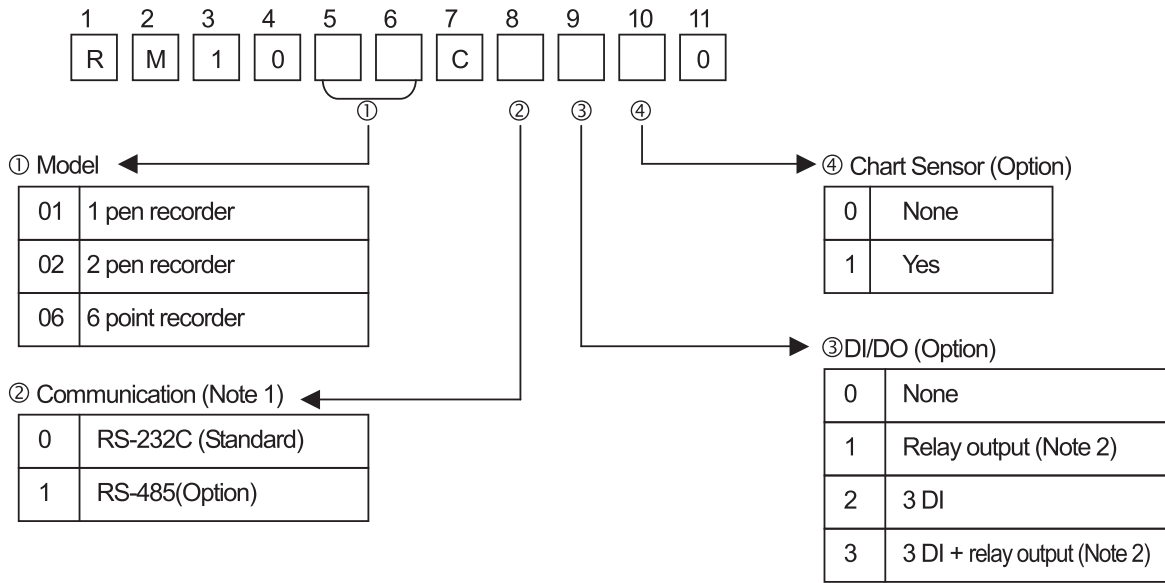 1 2 3 4 5 6 7 8 9 10 11
R M 1 0 C 0
① ② ③ ④
① Model
01 1 pen recorder
02 2 pen recorder
06 6 point recorder
② Communication (Note 1)
0 RS-232C (Standard)
1 RS-485(Option)
④ Chart Sensor (Option)
0 None
1 Yes
③DI/DO (Option)
0 None
1 Relay output (Note 2)
2 3 DI
3 3 DI + relay output (Note 2)